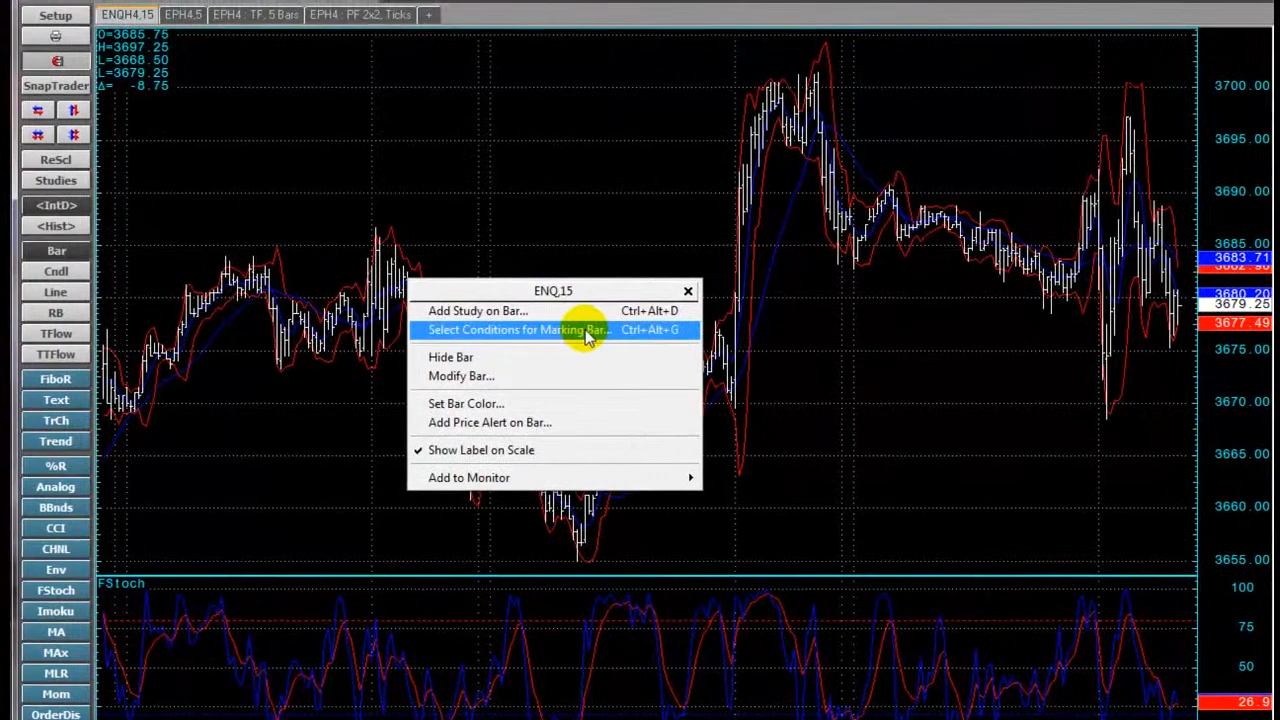 Setup
ENQH4,15
EPH4,5
EPH4 : TF, 5 Bars
EPH4 : PF 2x2, Ticks
+
O=3685.75
H=3697.25
L=3668.50
L=3679.25
Δ= -8.75
SnapTrader
ReScl
Studies
<IntD>
<Hist>
Bar
Cndl
Line
RB
TFlow
TTFlow
FiboR
Text
TrCh
Trend
%R
Analog
BBnds
CCI
CHNL
Env
FStoch
Imoku
MA
MAx
MLR
Mom
OrderDis
ENQ,15
Add Study on Bar... Ctrl+Alt+D
Select Conditions for Marking Bar... Ctrl+Alt+G
Hide Bar
Modify Bar...
Set Bar Color...
Add Price Alert on Bar...
Show Label on Scale
Add to Monitor
3700.00
3695.00
3690.00
3685.00
3683.71
3680.20
3679.25
3677.49
3675.00
3670.00
3665.00
3660.00
3655.00
FStoch
100
75
50
26.9